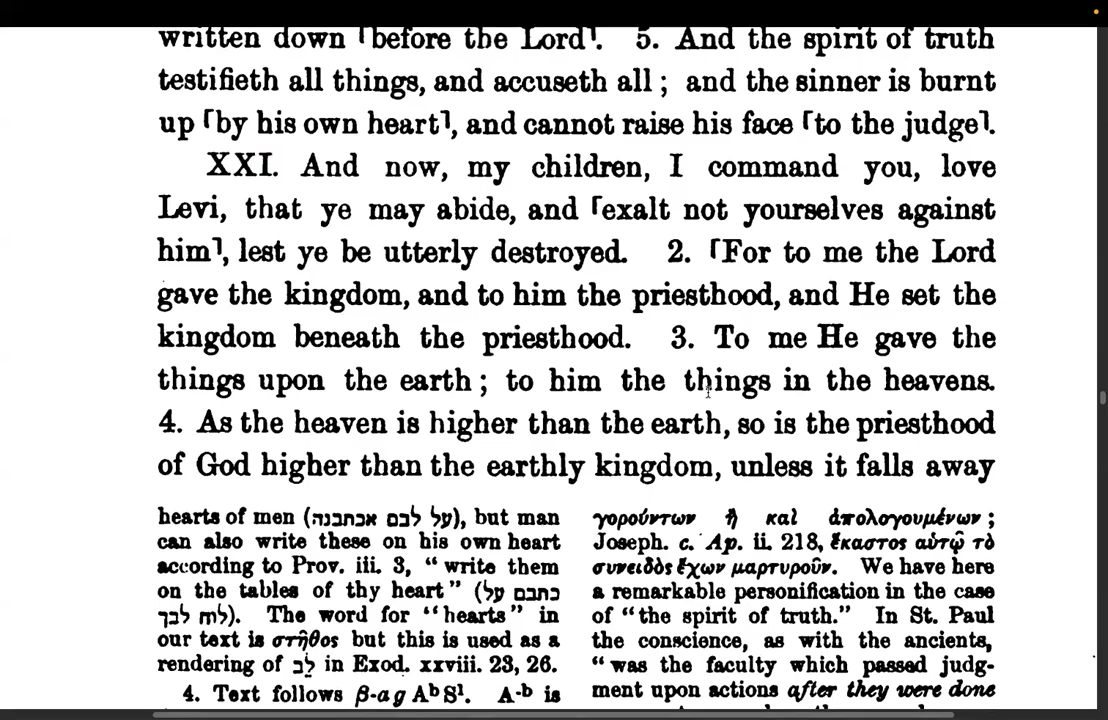 written down ⌈before the Lord⌉. 5. And the spirit of truth
testifieth all things, and accuseth all; and the sinner is burnt
up ⌈by his own heart⌉, and cannot raise his face ⌈to the judge⌉.
XXI. And now, my children, I command you, love
Levi, that ye may abide, and ⌈exalt not yourselves against
him⌉, lest ye be utterly destroyed. 2. ⌈For to me the Lord
gave the kingdom, and to him the priesthood, and He set the
kingdom beneath the priesthood. 3. To me He gave the
things upon the earth; to him the things in the heavens.
4. As the heaven is higher than the earth, so is the priesthood
of God higher than the earthly kingdom, unless it falls away
hearts of men (על לבם אכתבנה), but man
can also write these on his own heart
according to Prov. iii. 3, “write them
on the tables of thy heart” (כתבם על
לוח לבך). The word for “hearts” in
our text is στῆθος but this is used as a
rendering of לב in Exod. xxviii. 23, 26.
4. Text follows β-a g Aᵇ S¹. A⁻ᵇ is
γορούντων ἢ καὶ ἀπολογουμένων;
Joseph. c. Ap. ii. 218, ἕκαστος αὑτῷ τὸ
συνειδὸς ἔχων μαρτυροῦν. We have here
a remarkable personification in the case
of “the spirit of truth.” In St. Paul
the conscience, as with the ancients,
“was the faculty which passed judg-
ment upon actions after they were done